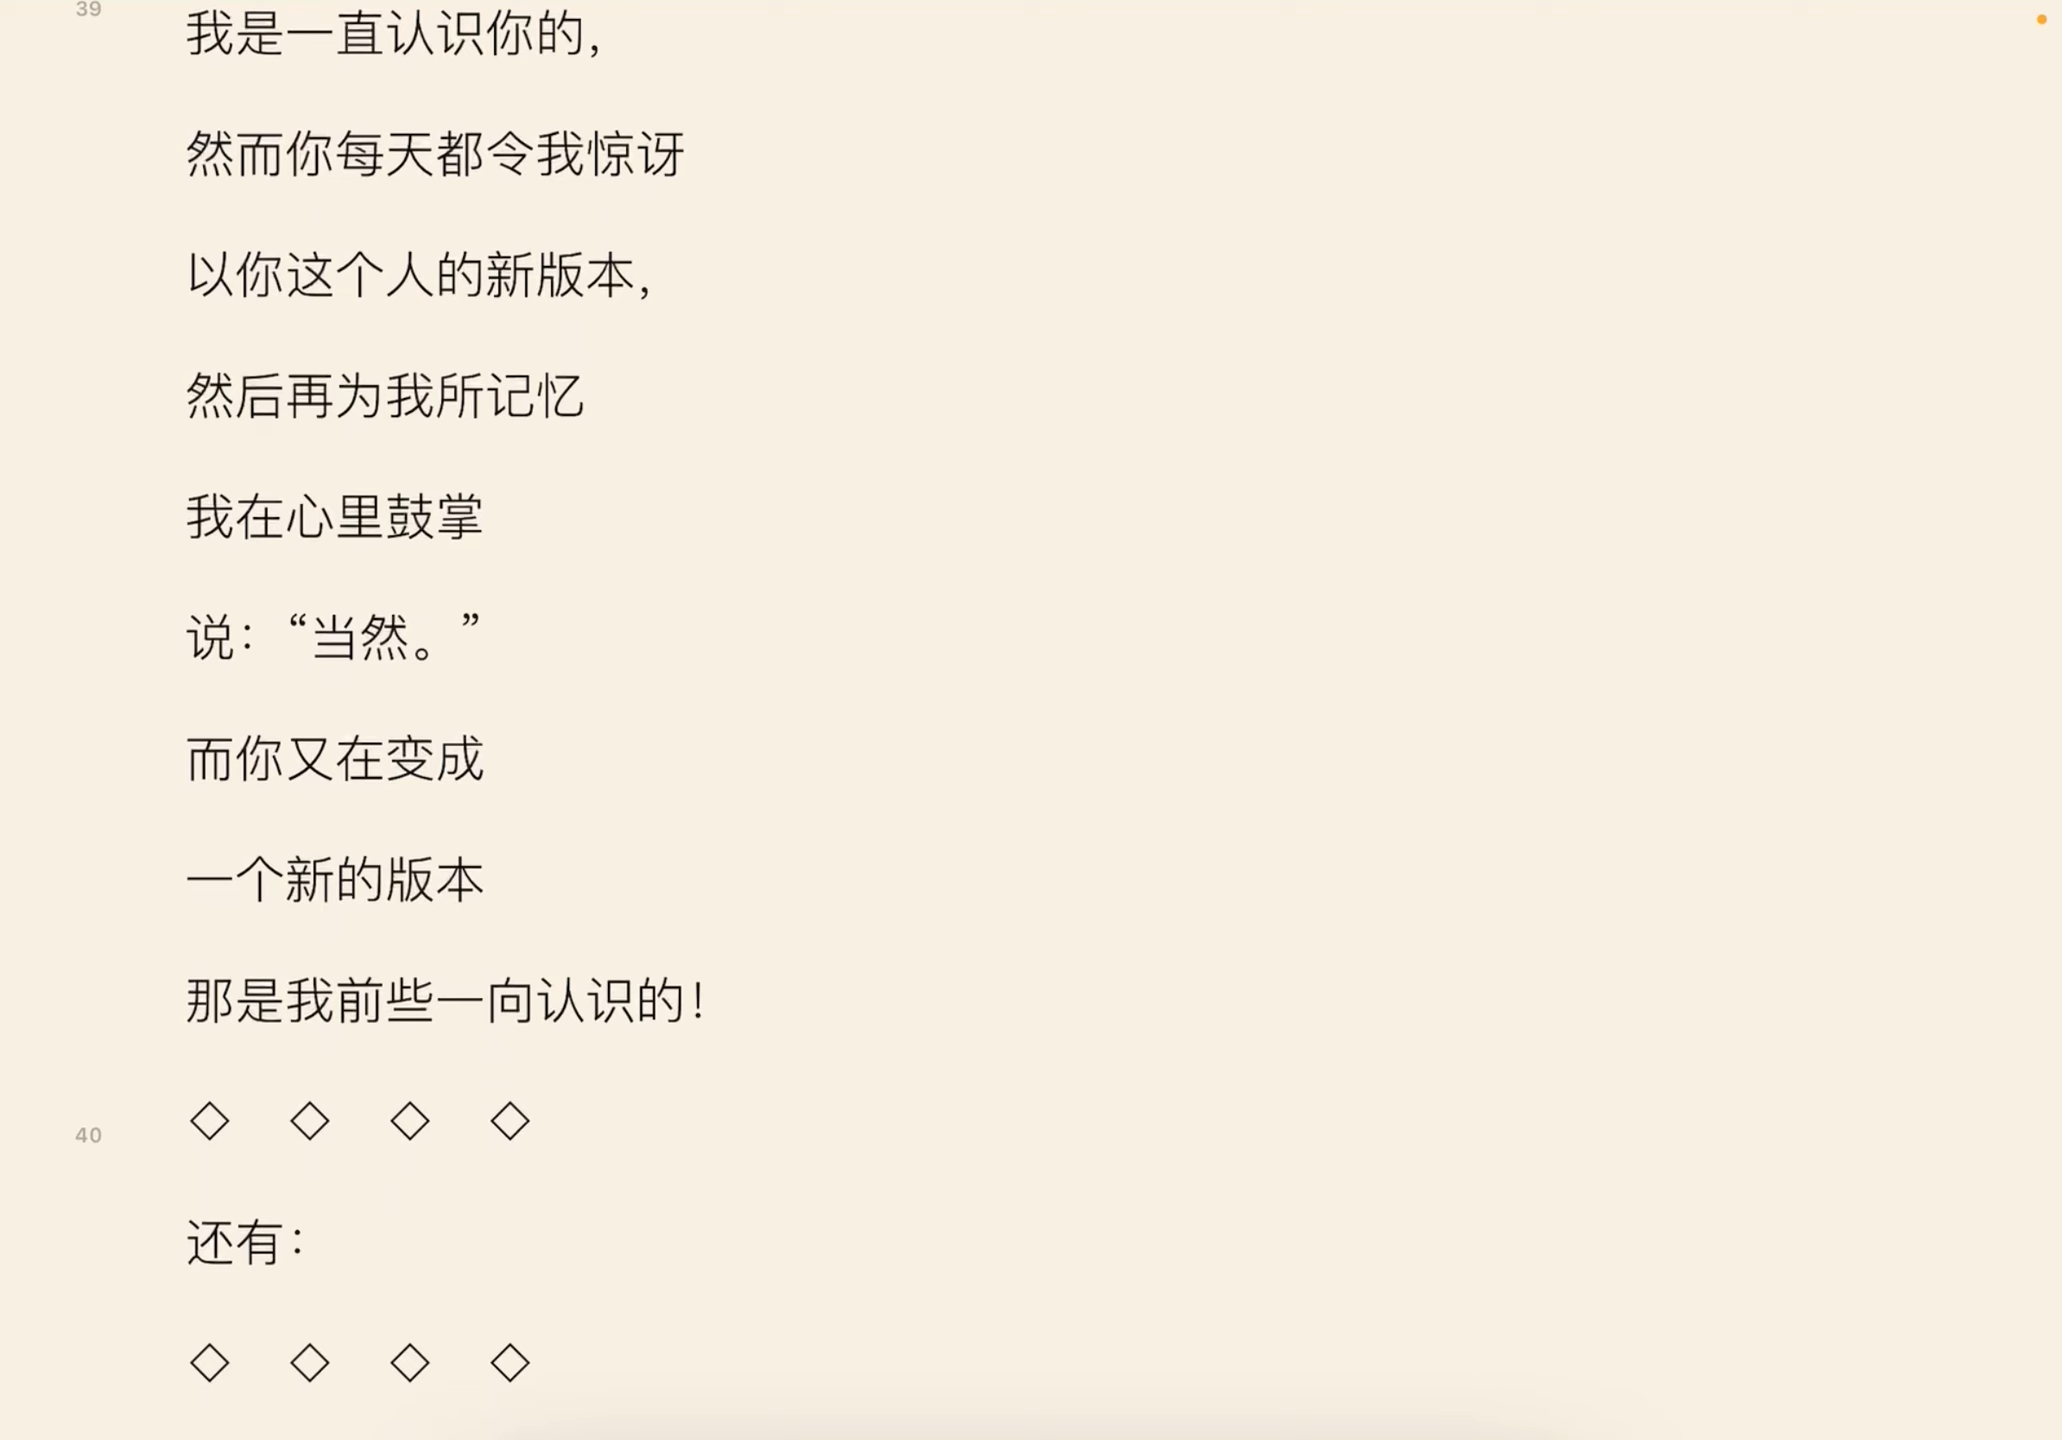 39
我是一直认识你的，
然而你每天都令我惊讶
以你这个人的新版本，
然后再为我所记忆
我在心里鼓掌
说：“当然。”
而你又在变成
一个新的版本
那是我前些一向认识的！
40
◇ ◇ ◇ ◇
还有：
◇ ◇ ◇ ◇